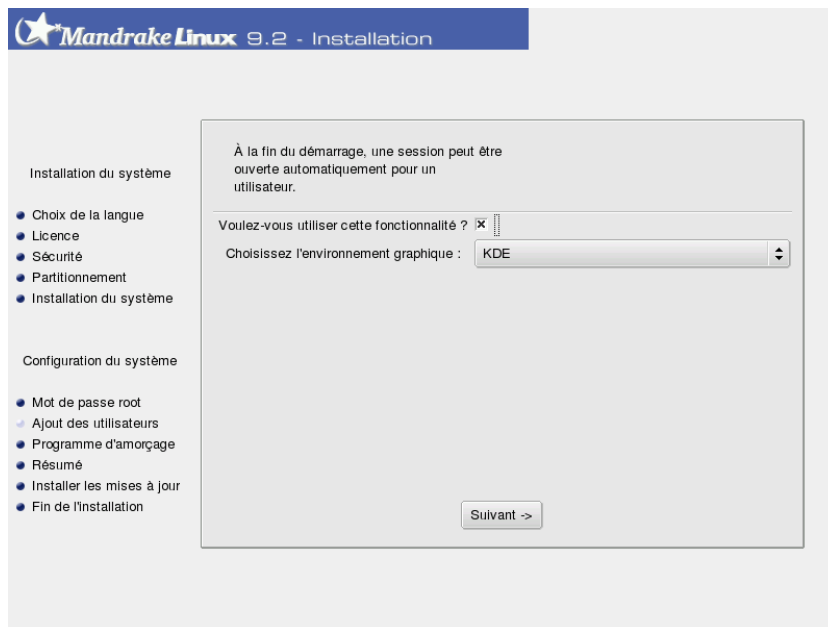 MandrakeLinux 9.2 - Installation
Installation du système
Choix de la langue
Licence
Sécurité
Partitionnement
Installation du système
Configuration du système
Mot de passe root
Ajout des utilisateurs
Programme d'amorçage
Résumé
Installer les mises à jour
Fin de l'installation
À la fin du démarrage, une session peut être
ouverte automatiquement pour un
utilisateur.
Voulez-vous utiliser cette fonctionnalité ?
Choisissez l'environnement graphique : KDE
Suivant ->